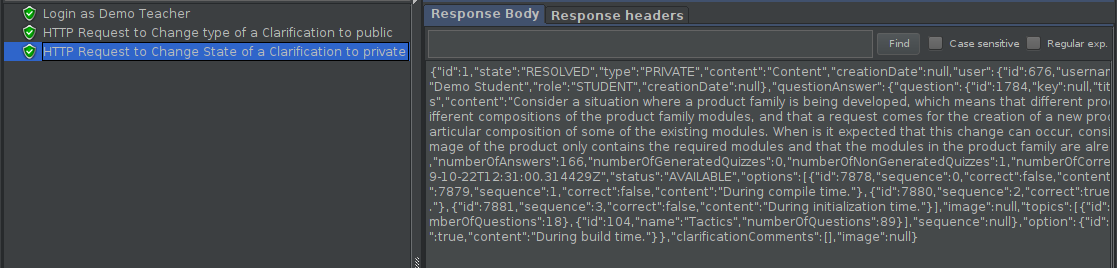 Login as Demo Teacher
HTTP Request to Change type of a Clarification to public
HTTP Request to Change State of a Clarification to private
Response Body
Response headers
Find
Case sensitive
Regular exp.
{"id":1,"state":"RESOLVED","type":"PRIVATE","content":"Content","creationDate":null,"user":{"id":676,"usernam
"Demo Student","role":"STUDENT","creationDate":null},"questionAnswer":{"question":{"id":1784,"key":null,"tit
s","content":"Consider a situation where a product family is being developed, which means that different prod
ifferent compositions of the product family modules, and that a request comes for the creation of a new prod
articular composition of some of the existing modules. When is it expected that this change can occur, consi
mage of the product only contains the required modules and that the modules in the product family are alre
,"numberOfAnswers":166,"numberOfGeneratedQuizzes":0,"numberOfNonGeneratedQuizzes":1,"numberOfCorre
9-10-22T12:31:00.314429Z","status":"AVAILABLE","options":[{"id":7878,"sequence":0,"correct":false,"content
":7879,"sequence":1,"correct":false,"content":"During compile time."},{"id":7880,"sequence":2,"correct":true
."},{"id":7881,"sequence":3,"correct":false,"content":"During initialization time."}],"image":null,"topics":[{"id":
mberOfQuestions":18},{"id":104,"name":"Tactics","numberOfQuestions":89}],"sequence":null},"option":{"id":
":true,"content":"During build time."}},"clarificationComments":[],"image":null}